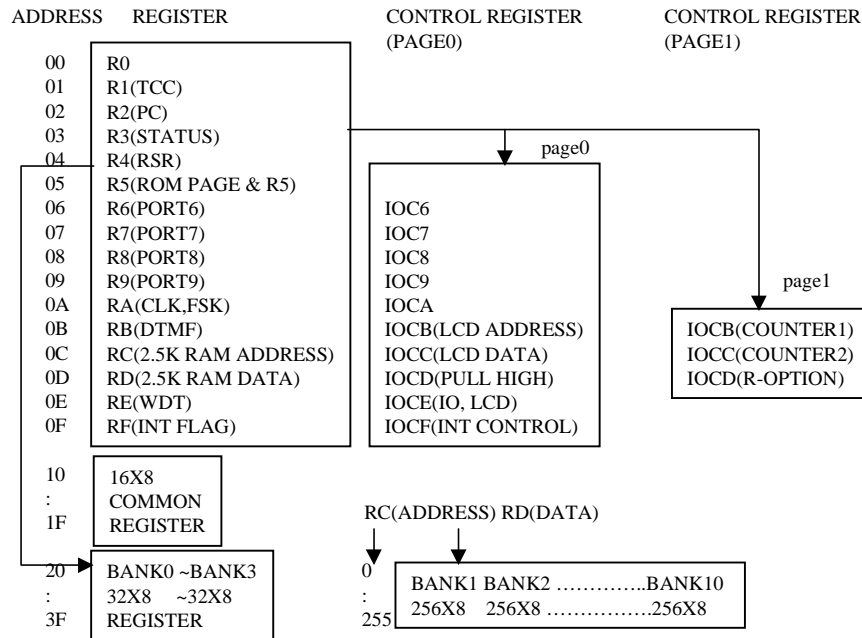 ADDRESS REGISTER CONTROL REGISTER CONTROL REGISTER
(PAGE0) (PAGE1)
00 R0
01 R1(TCC)
02 R2(PC)
03 R3(STATUS)
page0
04 R4(RSR)
05 R5(ROM PAGE & R5)
06 R6(PORT6) IOC6
07 R7(PORT7) IOC7
08 R8(PORT8) IOC8
09 R9(PORT9) IOC9
page1
0A RA(CLK,FSK) IOCA
0B RB(DTMF) IOCB(LCD ADDRESS) IOCB(COUNTER1)
0C RC(2.5K RAM ADDRESS) IOCC(LCD DATA) IOCC(COUNTER2)
0D RD(2.5K RAM DATA) IOCD(PULL HIGH) IOCD(R-OPTION)
0E RE(WDT) IOCE(IO, LCD)
0F RF(INT FLAG) IOCF(INT CONTROL)
10 16X8
: COMMON
1F REGISTER
RC(ADDRESS) RD(DATA)
20 BANK0 ~BANK3 0
: 32X8 ~32X8 :
3F REGISTER 255
BANK1 BANK2 …………..BANK10
256X8 256X8 ……………..256X8